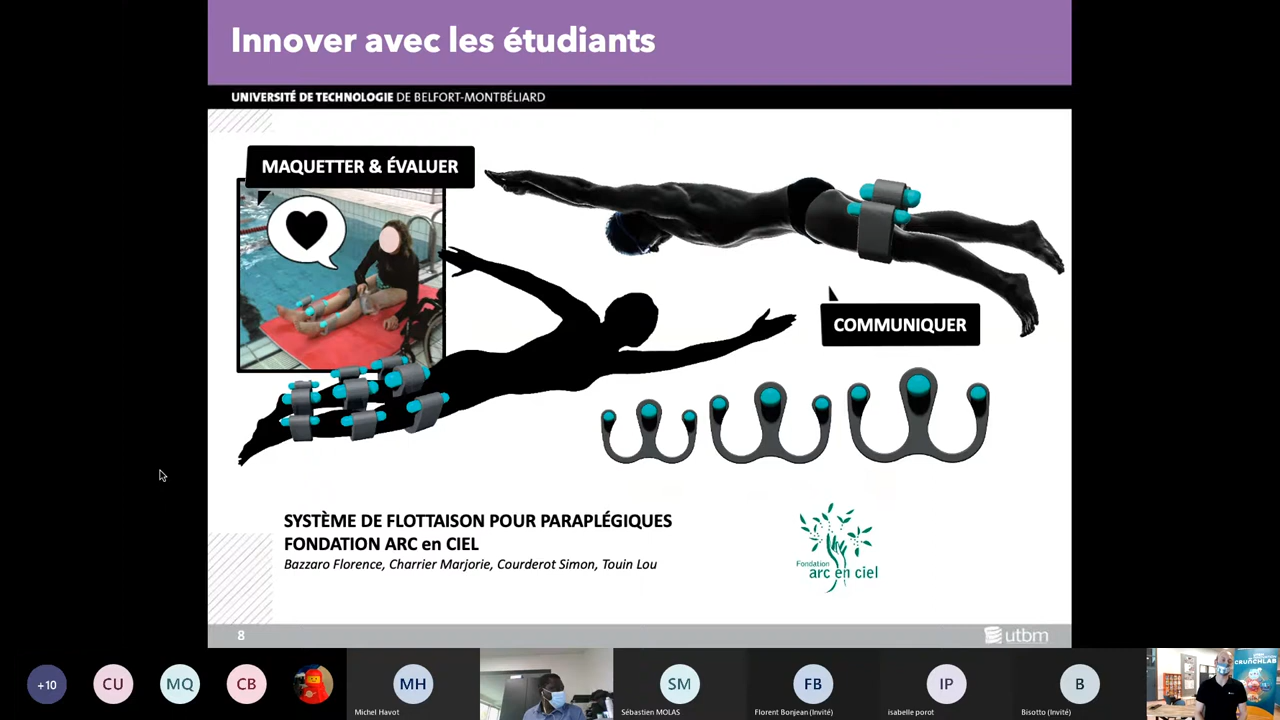 Innover avec les étudiants
UNIVERSITÉ DE TECHNOLOGIE DE BELFORT-MONTBÉLIARD
MAQUETTER & ÉVALUER
COMMUNIQUER
SYSTÈME DE FLOTTAISON POUR PARAPLÉGIQUES
FONDATION ARC en CIEL
Bazzaro Florence, Charrier Marjorie, Courderot Simon, Touin Lou
Fondation
arc en ciel
8
utbm
+10
CU
MQ
CB
MH
Michel Havot
SM
Sébastien MOLAS
FB
Florent Bonjean (Invité)
IP
isabelle porot
B
Bisotto (Invité)
CRUNCHLAB